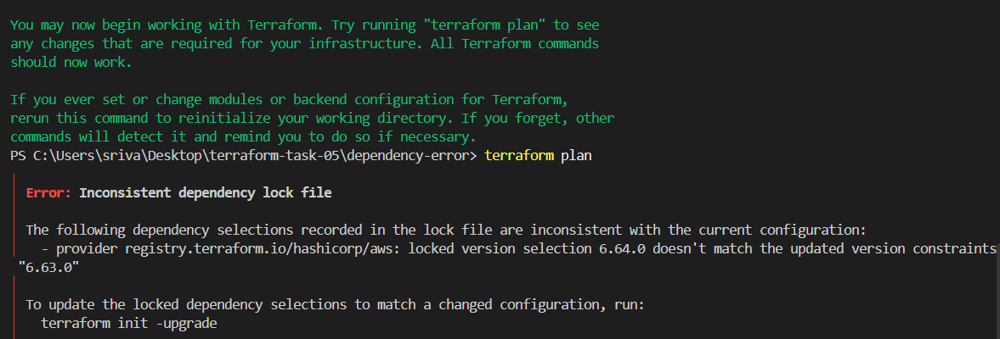 You may now begin working with Terraform. Try running "terraform plan" to see
any changes that are required for your infrastructure. All Terraform commands
should now work.
If you ever set or change modules or backend configuration for Terraform,
rerun this command to reinitialize your working directory. If you forget, other
commands will detect it and remind you to do so if necessary.
PS C:\Users\sriva\Desktop\terraform-task-05\dependency-error> terraform plan
Error: Inconsistent dependency lock file
The following dependency selections recorded in the lock file are inconsistent with the current configuration:
- provider registry.terraform.io/hashicorp/aws: locked version selection 6.64.0 doesn't match the updated version constraints
"6.63.0"
To update the locked dependency selections to match a changed configuration, run:
terraform init -upgrade